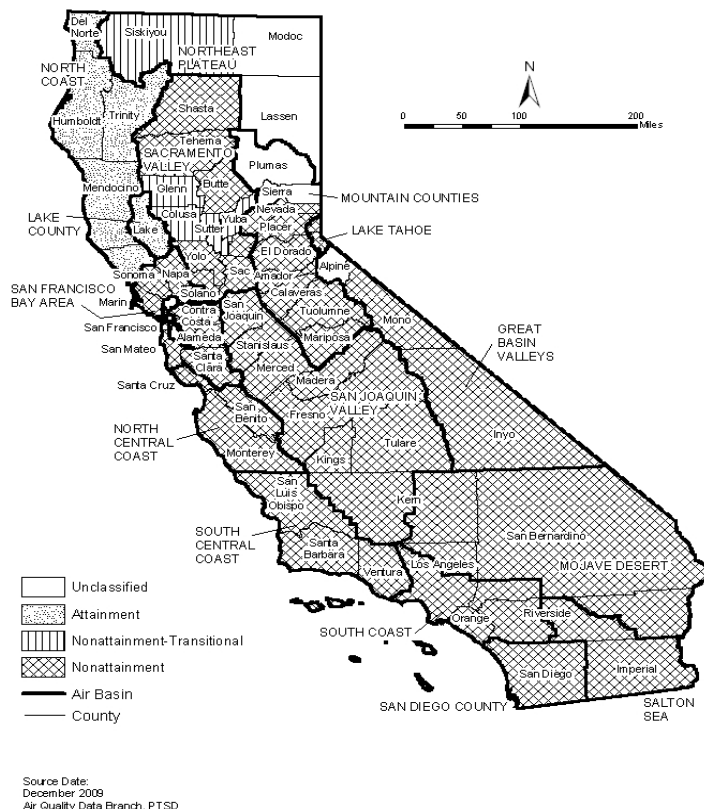 Del
Norte
Siskiyou
Modoc
NORTHEAST
PLATEAU
NORTH
COAST
N
Shasta
Humboldt
Trinity
Lassen
0
50
100
200
Miles
Tehema
SACRAMENTO
VALLEY
Plumas
Mendocino
Glenn
Butte
Sierra
MOUNTAIN COUNTIES
LAKE
COUNTY
Colusa
Yuba
Nevada
Placer
Lake
Sutter
LAKE TAHOE
El Dorado
Yolo
Sonoma
Napa
Sac
Amador
Alpine
SAN FRANCISCO
BAY AREA
Marin
Solano
Calaveras
Contra
Costa
San
Joaquin
Tuolumne
Mono
San Francisco
Alameda
Stanislaus
Mariposa
GREAT
BASIN
VALLEYS
San Mateo
Santa
Clara
Merced
Santa Cruz
Madera
SAN JOAQUIN
VALLEY
San
Benito
Fresno
NORTH
CENTRAL
COAST
Inyo
Monterey
Tulare
Kings
San
Luis
Obispo
Kern
San Bernardino
SOUTH
CENTRAL
COAST
Santa
Barbara
Ventura
Los Angeles
MOJAVE DESERT
Unclassified
Attainment
Nonattainment-Transitional
Nonattainment
Air Basin
County
SOUTH COAST
Orange
Riverside
San Diego
Imperial
SAN DIEGO COUNTY
SALTON
SEA
Source Date:
December 2009
Air Quality Data Branch, PTSD